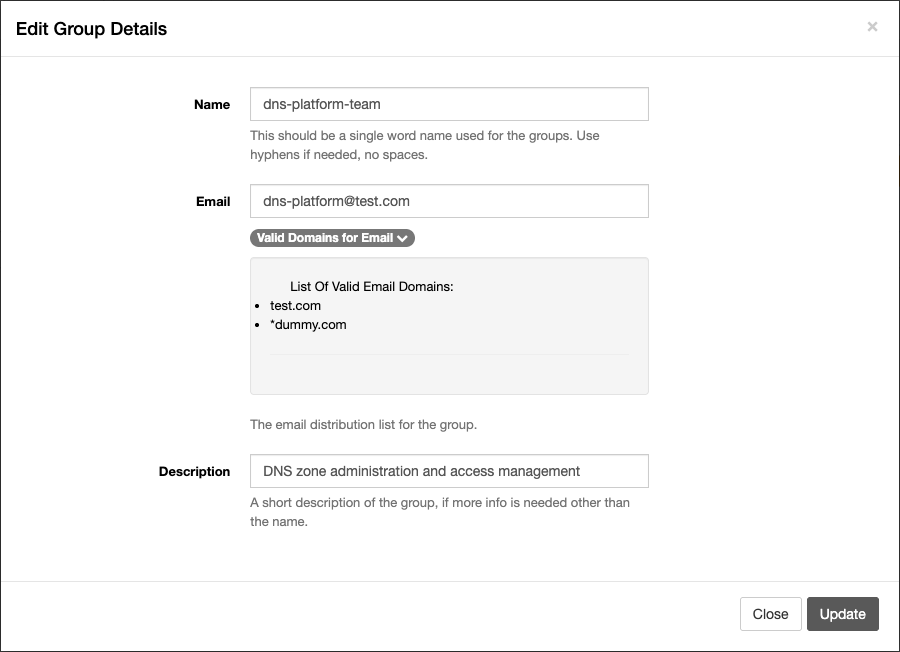 Edit Group Details
×
Name
dns-platform-team
This should be a single word name used for the groups. Use
hyphens if needed, no spaces.
Email
dns-platform@test.com
Valid Domains for Email
List Of Valid Email Domains:
• test.com
• *dummy.com
The email distribution list for the group.
Description
DNS zone administration and access management
A short description of the group, if more info is needed other than
the name.
Close
Update